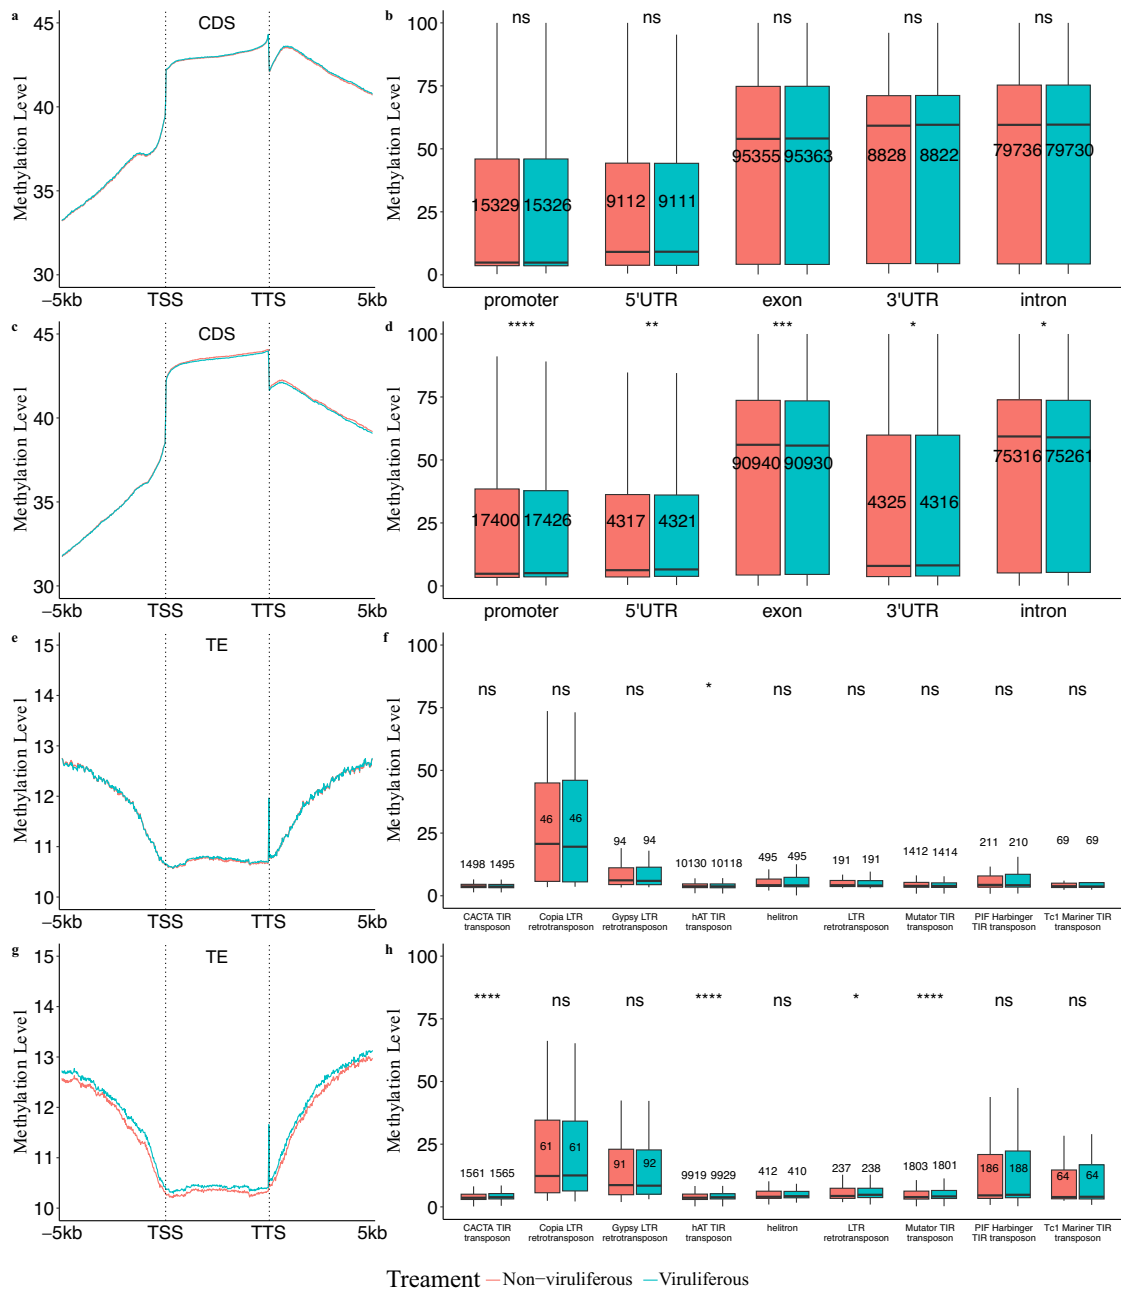 a
CDS
Methylation Level
45
40
35
30
−5kb TSS TTS 5kb
b
Methylation Level
100
75
50
25
0
ns ns ns ns ns
15329 15326 9112 9111 95355 95363 8828 8822 79736 79730
promoter 5'UTR exon 3'UTR intron
c
CDS
Methylation Level
45
40
35
30
−5kb TSS TTS 5kb
d
Methylation Level
100
75
50
25
0
**** ** *** * *
17400 17426 4317 4321 90940 90930 4325 4316 75316 75261
promoter 5'UTR exon 3'UTR intron
e
TE
Methylation Level
15
14
13
12
11
10
−5kb TSS TTS 5kb
f
Methylation Level
100
75
50
25
0
ns ns ns * ns ns ns ns ns
1498 1495 46 46 94 94 10130 10118 495 495 191 191 1412 1414 211 210 69 69
CACTA TIR Copia LTR Gypsy LTR hAT TIR helitron LTR Mutator TIR PIF Harbinger Tc1 Mariner TIR
transposon retrotransposon retrotransposon transposon retrotransposon transposon TIR transposon transposon
g
TE
Methylation Level
15
14
13
12
11
10
−5kb TSS TTS 5kb
h
Methylation Level
100
75
50
25
0
**** ns ns **** ns * **** ns ns
1561 1565 61 61 91 92 9919 9929 412 410 237 238 1803 1801 186 188 64 64
CACTA TIR Copia LTR Gypsy LTR hAT TIR helitron LTR Mutator TIR PIF Harbinger Tc1 Mariner TIR
transposon retrotransposon retrotransposon transposon retrotransposon transposon TIR transposon transposon
Treament Non−viruliferous Viruliferous